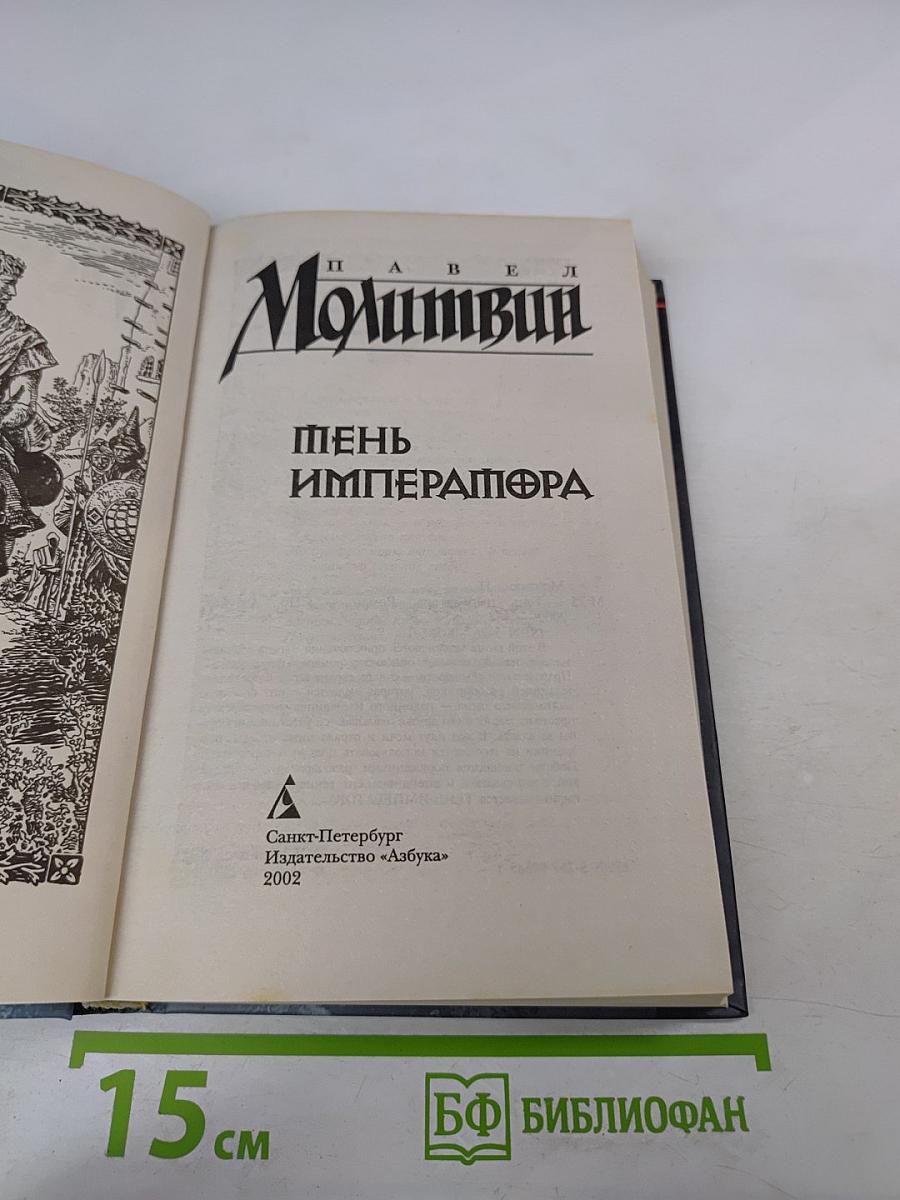 ПАВЕЛ
Молитвин
ТЕНЬ
ИМПЕРАТОРА
Санкт-Петербург
Издательство «Азбука»
2002
15 см
БФ БИБЛИОФАН